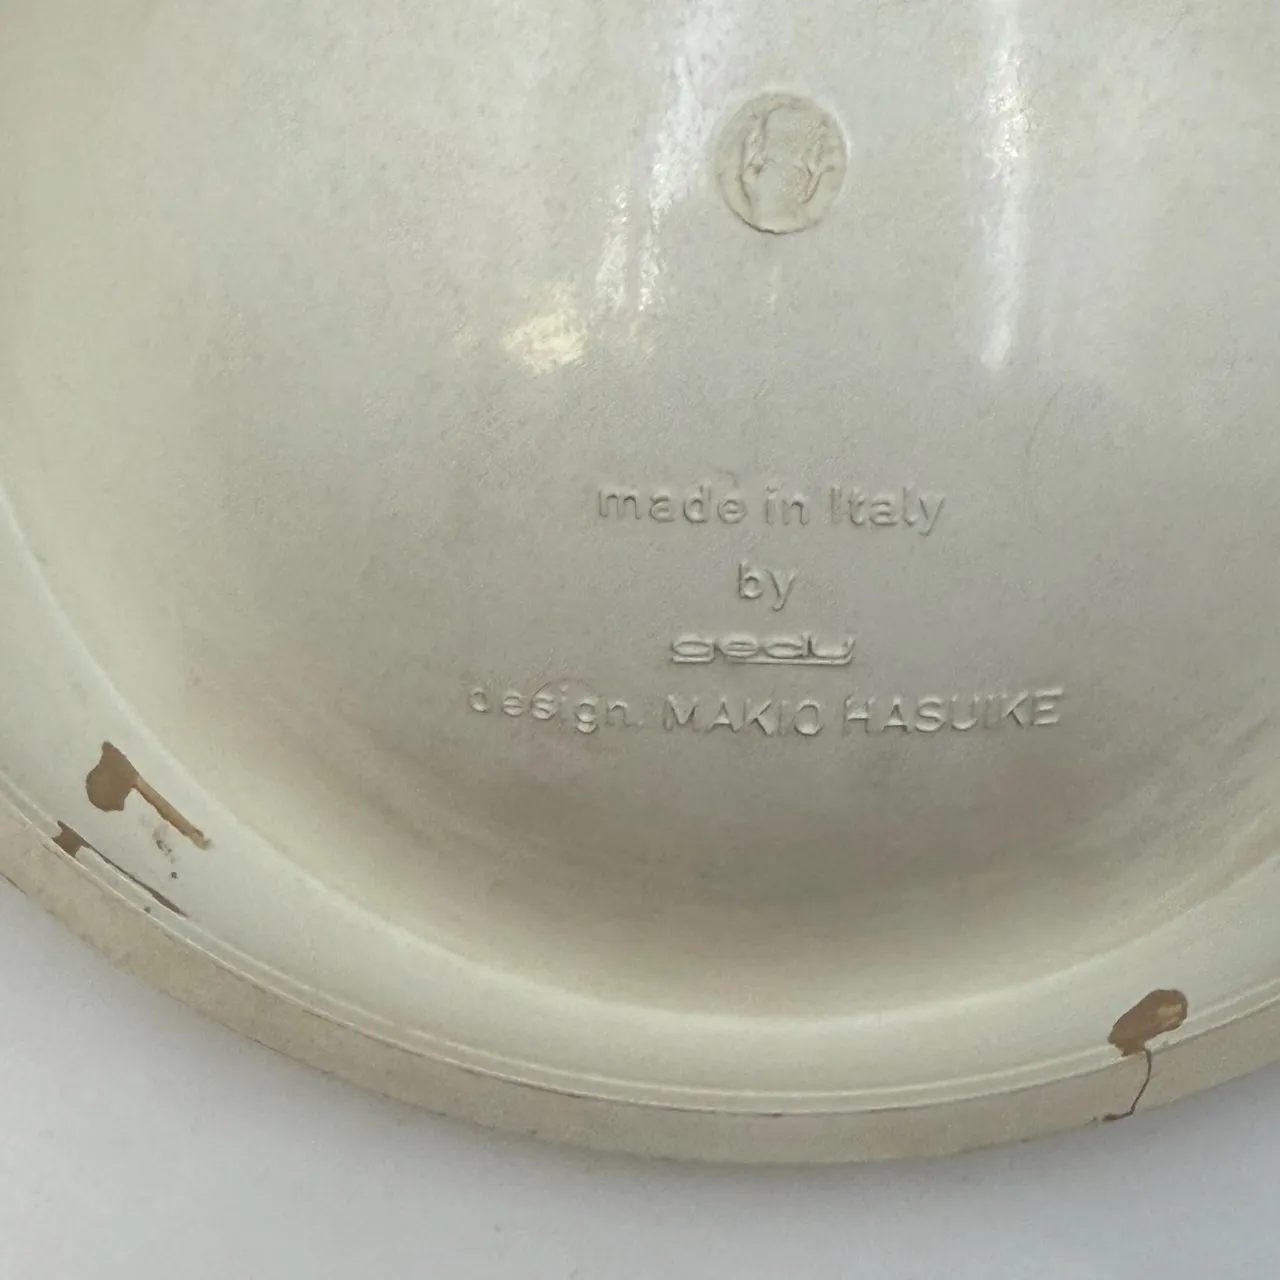 made in Italy
by
gedy
design. MAKIO HASUIKE